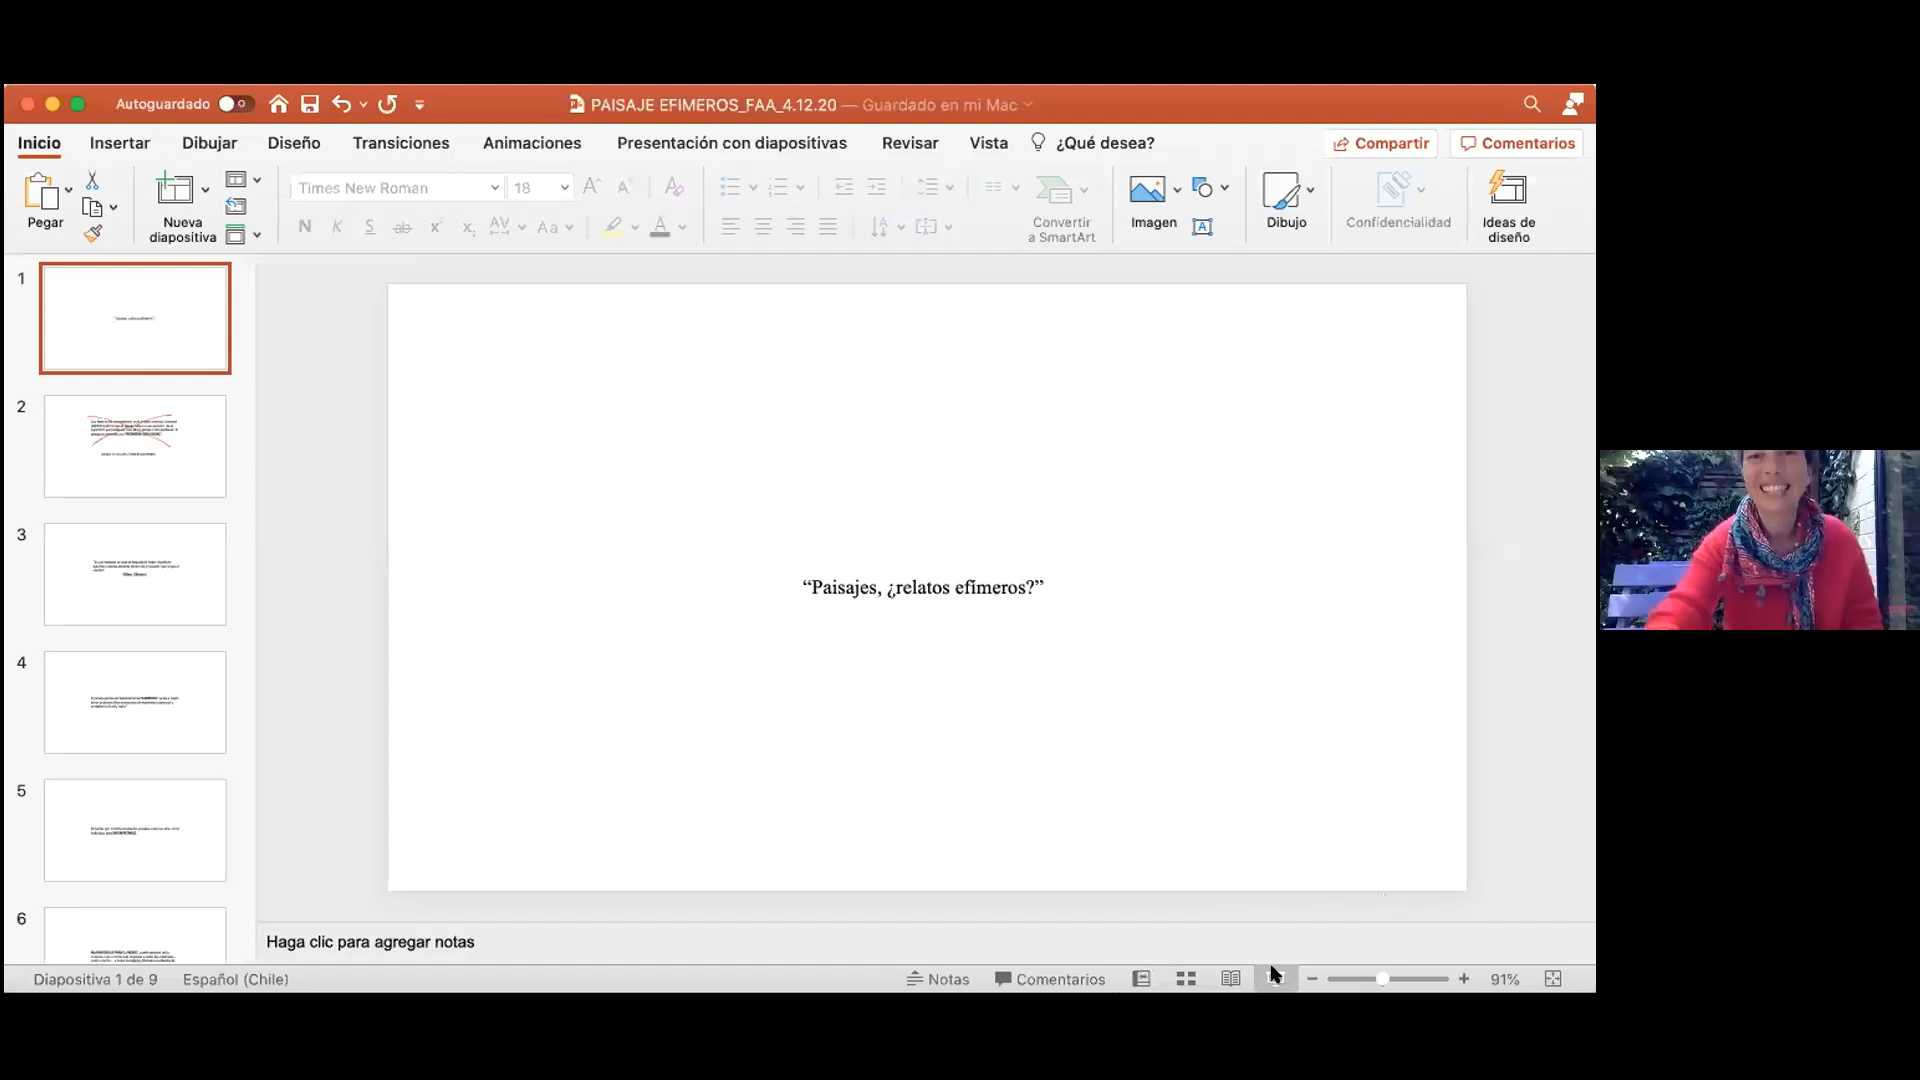 Autoguardado
PAISAJE EFIMEROS_FAA_4.12.20 — Guardado en mi Mac
Inicio Insertar Dibujar Diseño Transiciones Animaciones Presentación con diapositivas Revisar Vista ¿Qué desea? Compartir Comentarios
Times New Roman 18
Pegar
Nueva
diapositiva
N K S ab x x AV Aa A
Convertir
a SmartArt
Imagen
Dibujo
Confidencialidad
Ideas de
diseño
1
2
3
4
5
6
“Paisajes, ¿relatos efímeros?”
Haga clic para agregar notas
Diapositiva 1 de 9 Español (Chile) Notas Comentarios 91%